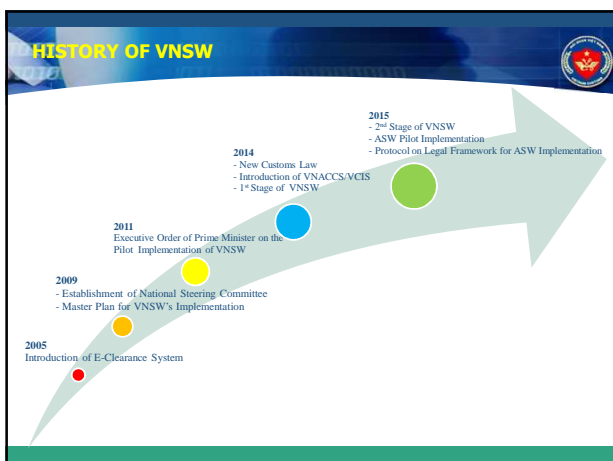 HISTORY OF VNSW
2015
- 2nd Stage of VNSW
- ASW Pilot Implementation
- Protocol on Legal Framework for ASW Implementation
2014
- New Customs Law
- Introduction of VNACCS/VCIS
- 1st Stage of VNSW
2011
Executive Order of Prime Minister on the
Pilot Implementation of VNSW
2009
- Establishment of National Steering Committee
- Master Plan for VNSW's Implementation
2005
Introduction of E-Clearance System